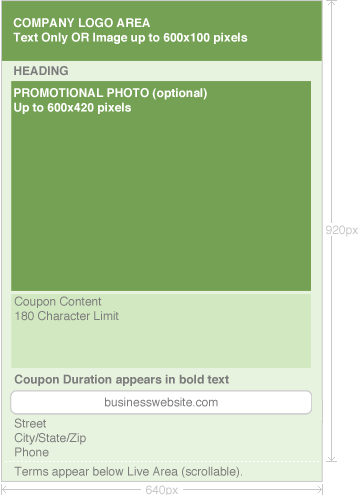 COMPANY LOGO AREA
Text Only OR Image up to 600x100 pixels
HEADING
PROMOTIONAL PHOTO (optional)
Up to 600x420 pixels
920px
Coupon Content
180 Character Limit
Coupon Duration appears in bold text
businesswebsite.com
Street
City/State/Zip
Phone
Terms appear below Live Area (scrollable).
640px